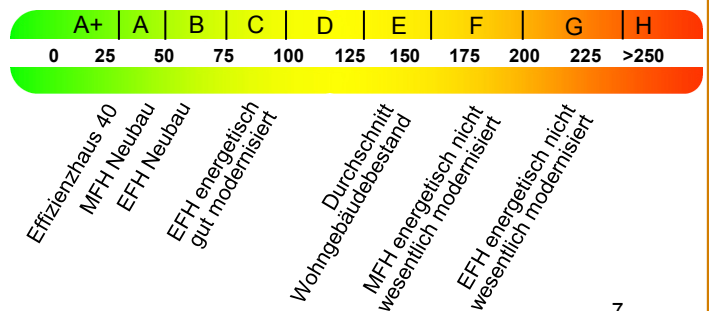 A+ A B C D E F G H
0 25 50 75 100 125 150 175 200 225 >250
Effizienzhaus 40
MFH Neubau
EFH Neubau
EFH energetisch
gut modernisiert
Durchschnitt
Wohngebäudebestand
MFH energetisch nicht
wesentlich modernisiert
EFH energetisch nicht
wesentlich modernisiert
7